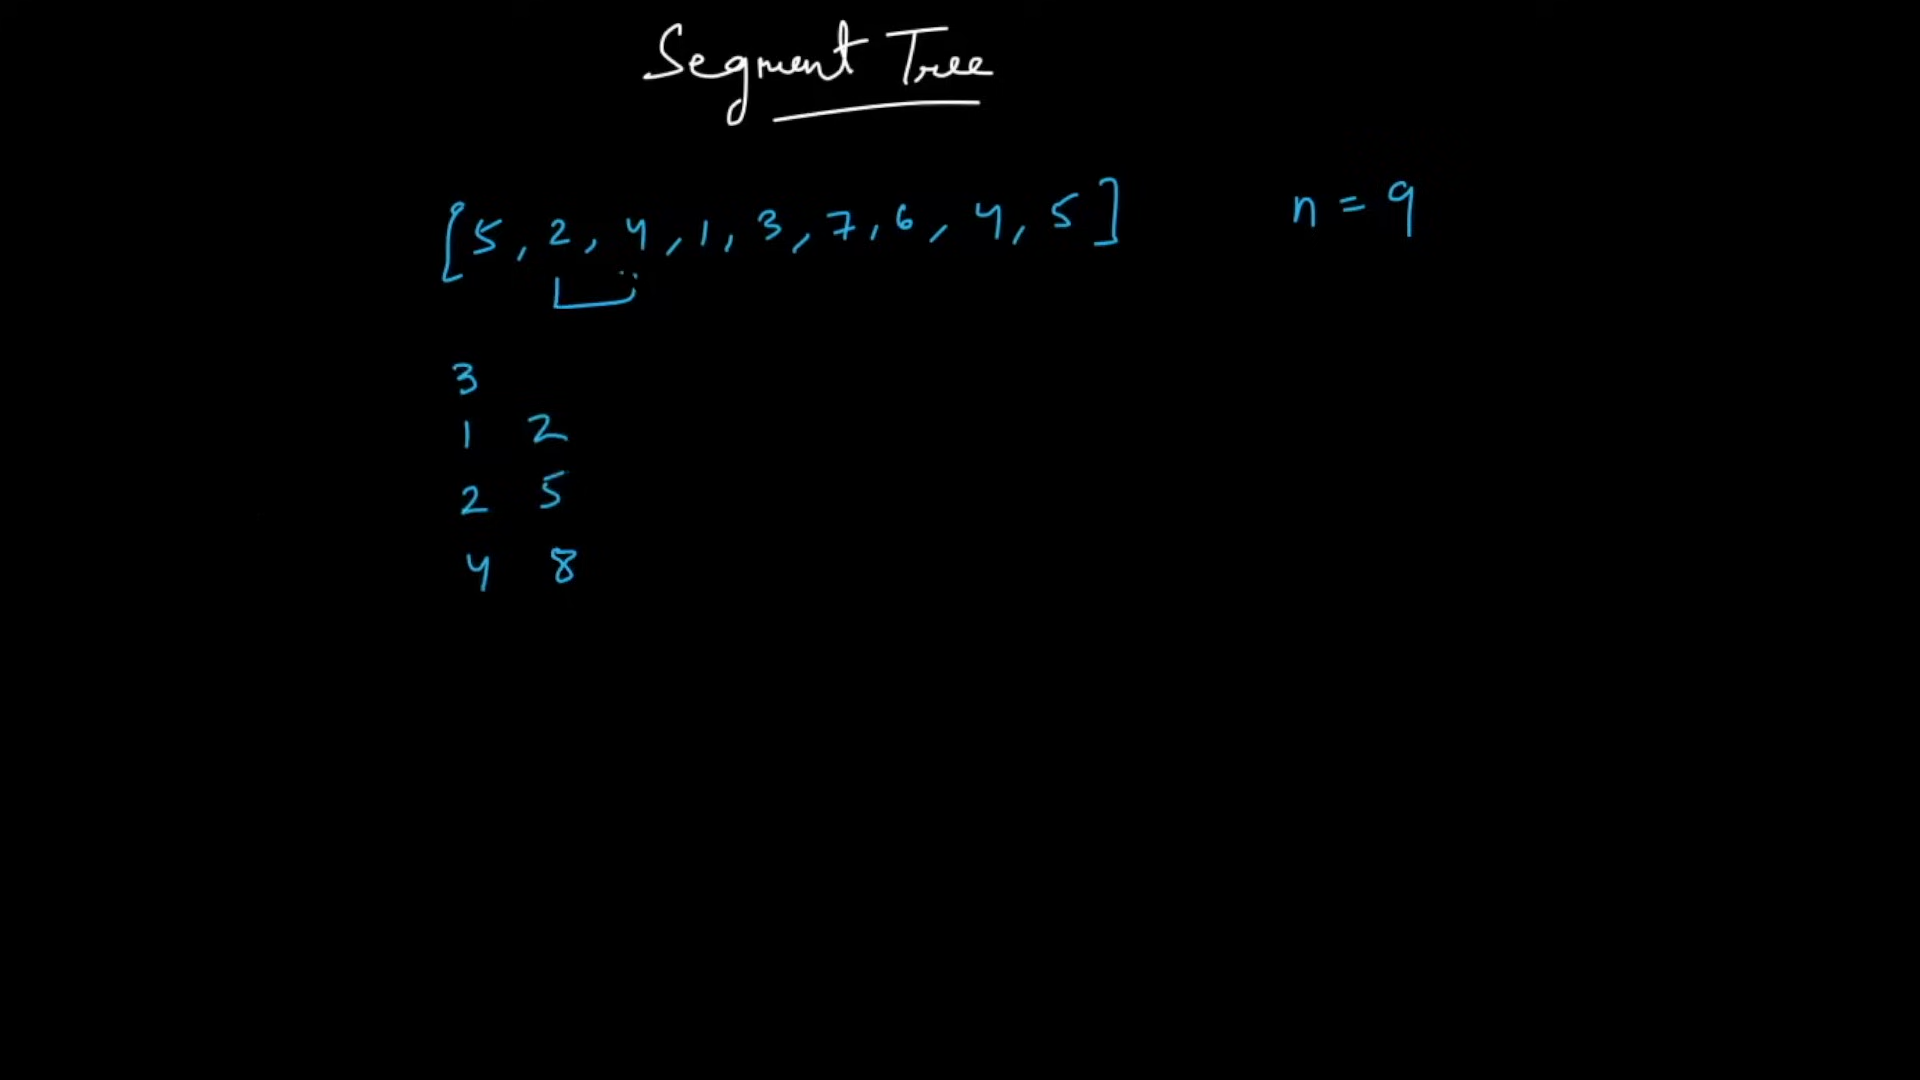 Segment Tree
[5, 2, 4, 1, 3, 7, 6, 4, 5] n = 9
3
1 2
2 5
4 8